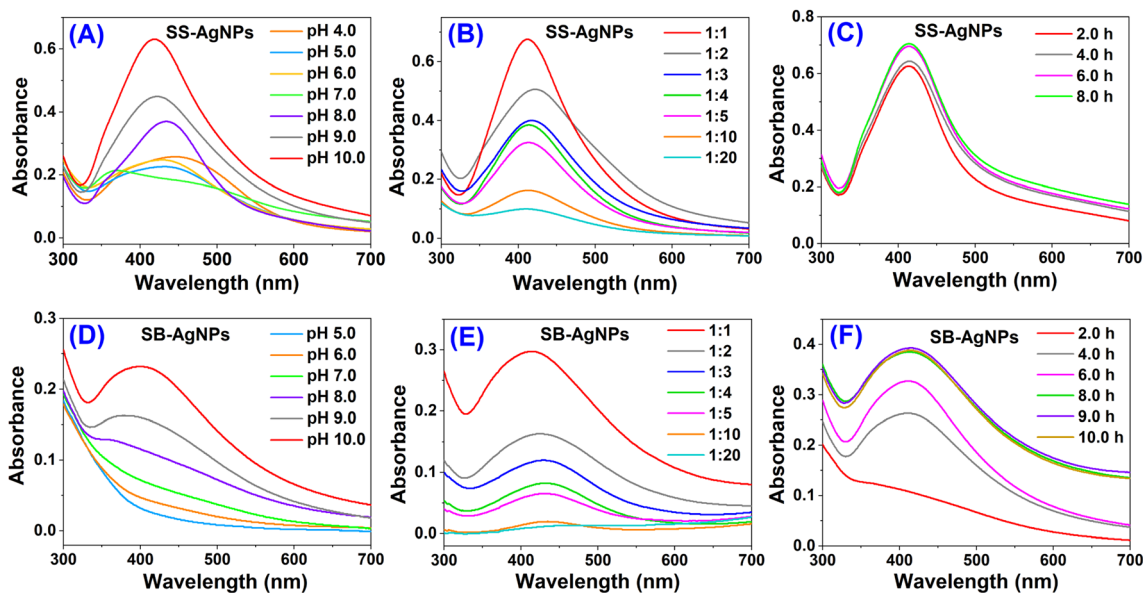 (A)
SS-AgNPs
pH 4.0
pH 5.0
pH 6.0
pH 7.0
pH 8.0
pH 9.0
pH 10.0
Absorbance
0.6
0.4
0.2
0.0
300 400 500 600 700
Wavelength (nm)
(B)
SS-AgNPs
1:1
1:2
1:3
1:4
1:5
1:10
1:20
Absorbance
0.6
0.4
0.2
0.0
300 400 500 600 700
Wavelength (nm)
(C)
SS-AgNPs
2.0 h
4.0 h
6.0 h
8.0 h
Absorbance
0.8
0.6
0.4
0.2
0.0
300 400 500 600 700
Wavelength (nm)
(D)
SB-AgNPs
pH 5.0
pH 6.0
pH 7.0
pH 8.0
pH 9.0
pH 10.0
Absorbance
0.3
0.2
0.1
0.0
300 400 500 600 700
Wavelength (nm)
(E)
SB-AgNPs
1:1
1:2
1:3
1:4
1:5
1:10
1:20
Absorbance
0.3
0.2
0.1
0.0
300 400 500 600 700
Wavelength (nm)
(F)
SB-AgNPs
2.0 h
4.0 h
6.0 h
8.0 h
9.0 h
10.0 h
Absorbance
0.4
0.3
0.2
0.1
0.0
300 400 500 600 700
Wavelength (nm)